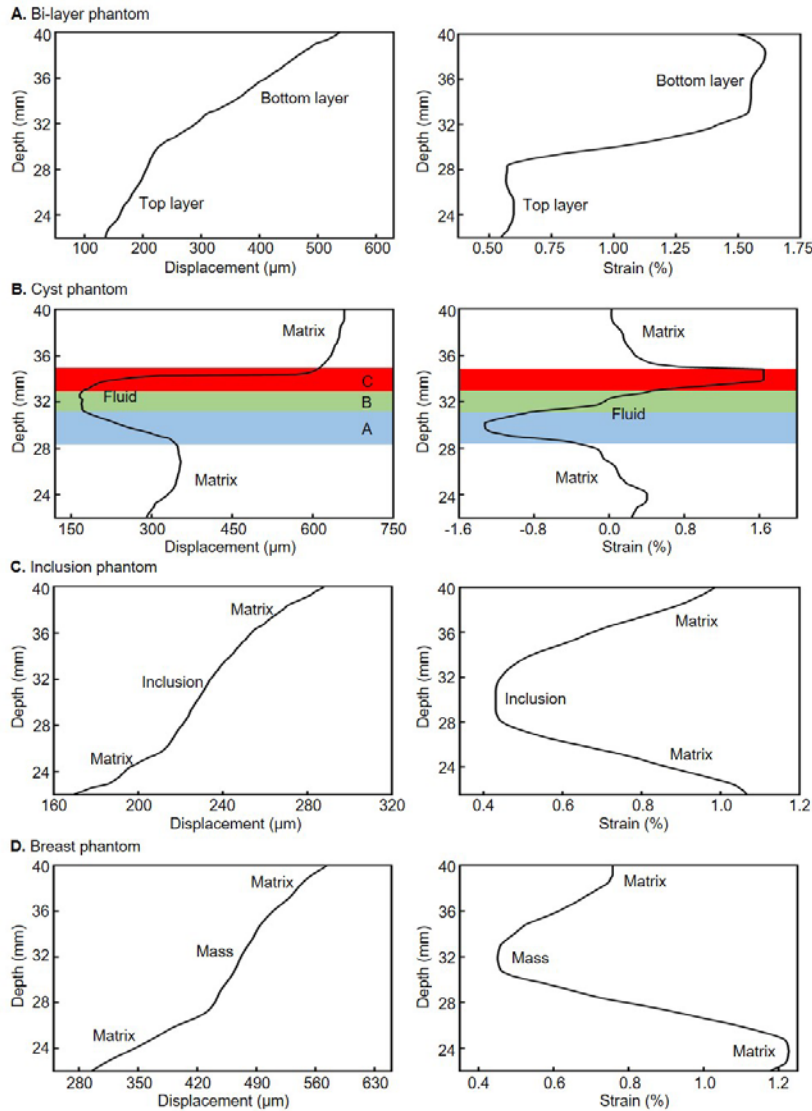 A. Bi-layer phantom
40
36
32
28
24
Depth (mm)
Bottom layer
Top layer
100 200 300 400 500 600
Displacement (µm)
40
36
32
28
24
Depth (mm)
Bottom layer
Top layer
0.50 0.75 1.00 1.25 1.50 1.75
Strain (%)
B. Cyst phantom
40
36
32
28
24
Depth (mm)
Matrix
C
Fluid
B
A
Matrix
150 300 450 600 750
Displacement (µm)
40
36
32
28
24
Depth (mm)
Matrix
Fluid
Matrix
-1.6 -0.8 0.0 0.8 1.6
Strain (%)
C. Inclusion phantom
40
36
32
28
24
Depth (mm)
Matrix
Inclusion
Matrix
160 200 240 280 320
Displacement (µm)
40
36
32
28
24
Depth (mm)
Matrix
Inclusion
Matrix
0.4 0.6 0.8 1.0 1.2
Strain (%)
D. Breast phantom
40
36
32
28
24
Depth (mm)
Matrix
Mass
Matrix
280 350 420 490 560 630
Displacement (µm)
40
36
32
28
24
Depth (mm)
Matrix
Mass
Matrix
0.4 0.6 0.8 1.0 1.2
Strain (%)